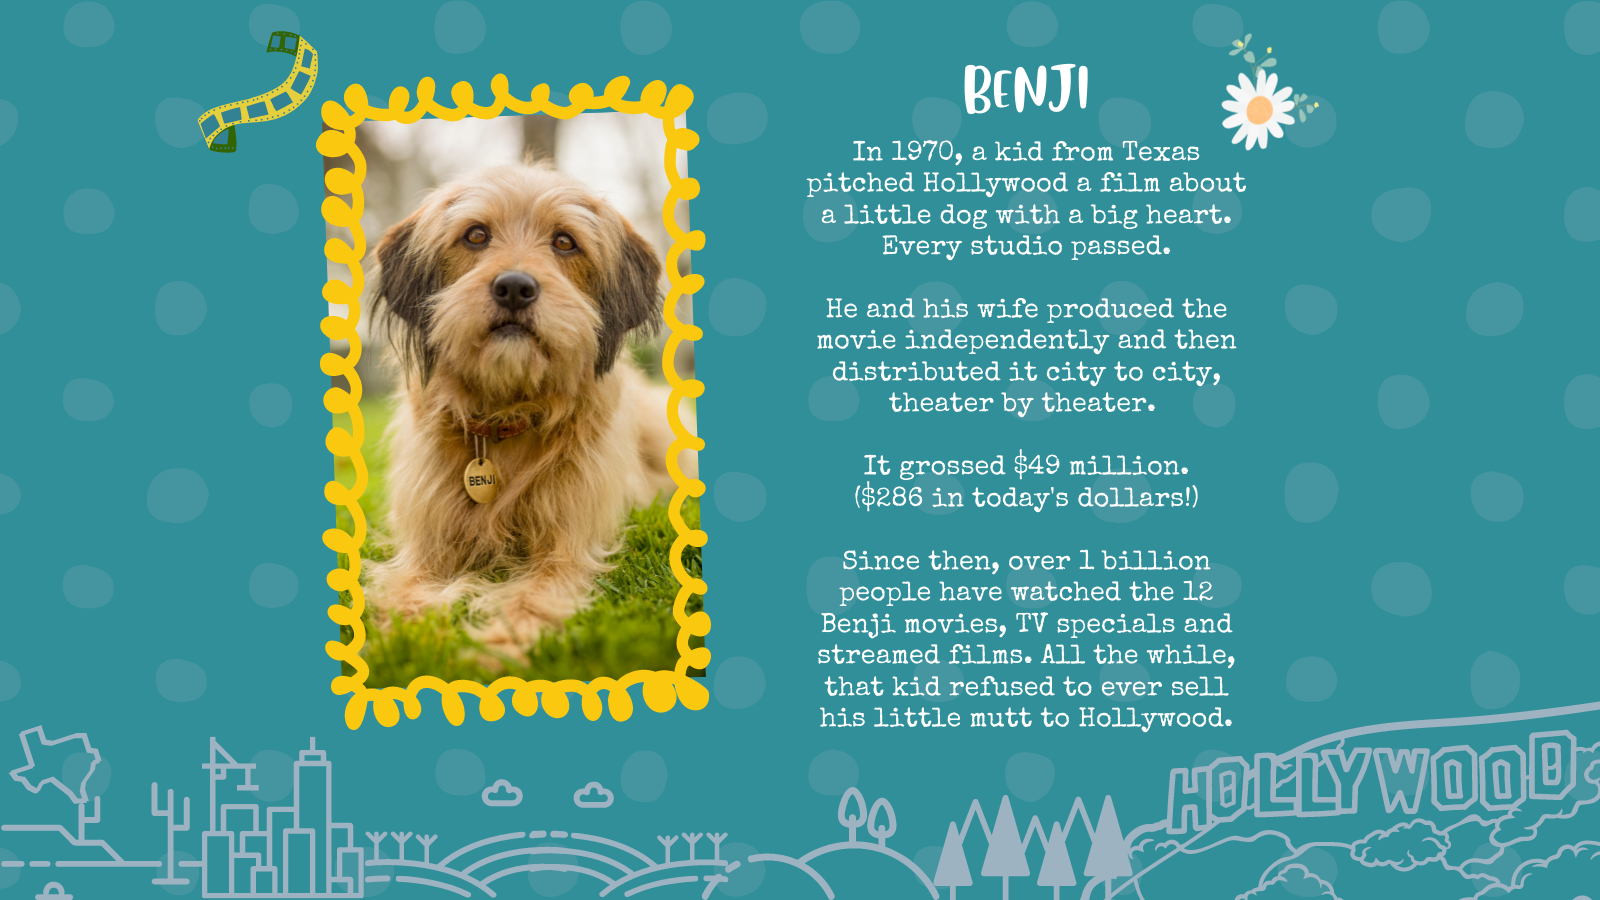 BENJI
In 1970, a kid from Texas
pitched Hollywood a film about
a little dog with a big heart.
Every studio passed.
He and his wife produced the
movie independently and then
distributed it city to city,
theater by theater.
It grossed $49 million.
($286 in today's dollars!)
Since then, over 1 billion
people have watched the 12
Benji movies, TV specials and
streamed films. All the while,
that kid refused to ever sell
his little mutt to Hollywood.
BENJI
HOLLYWOOD